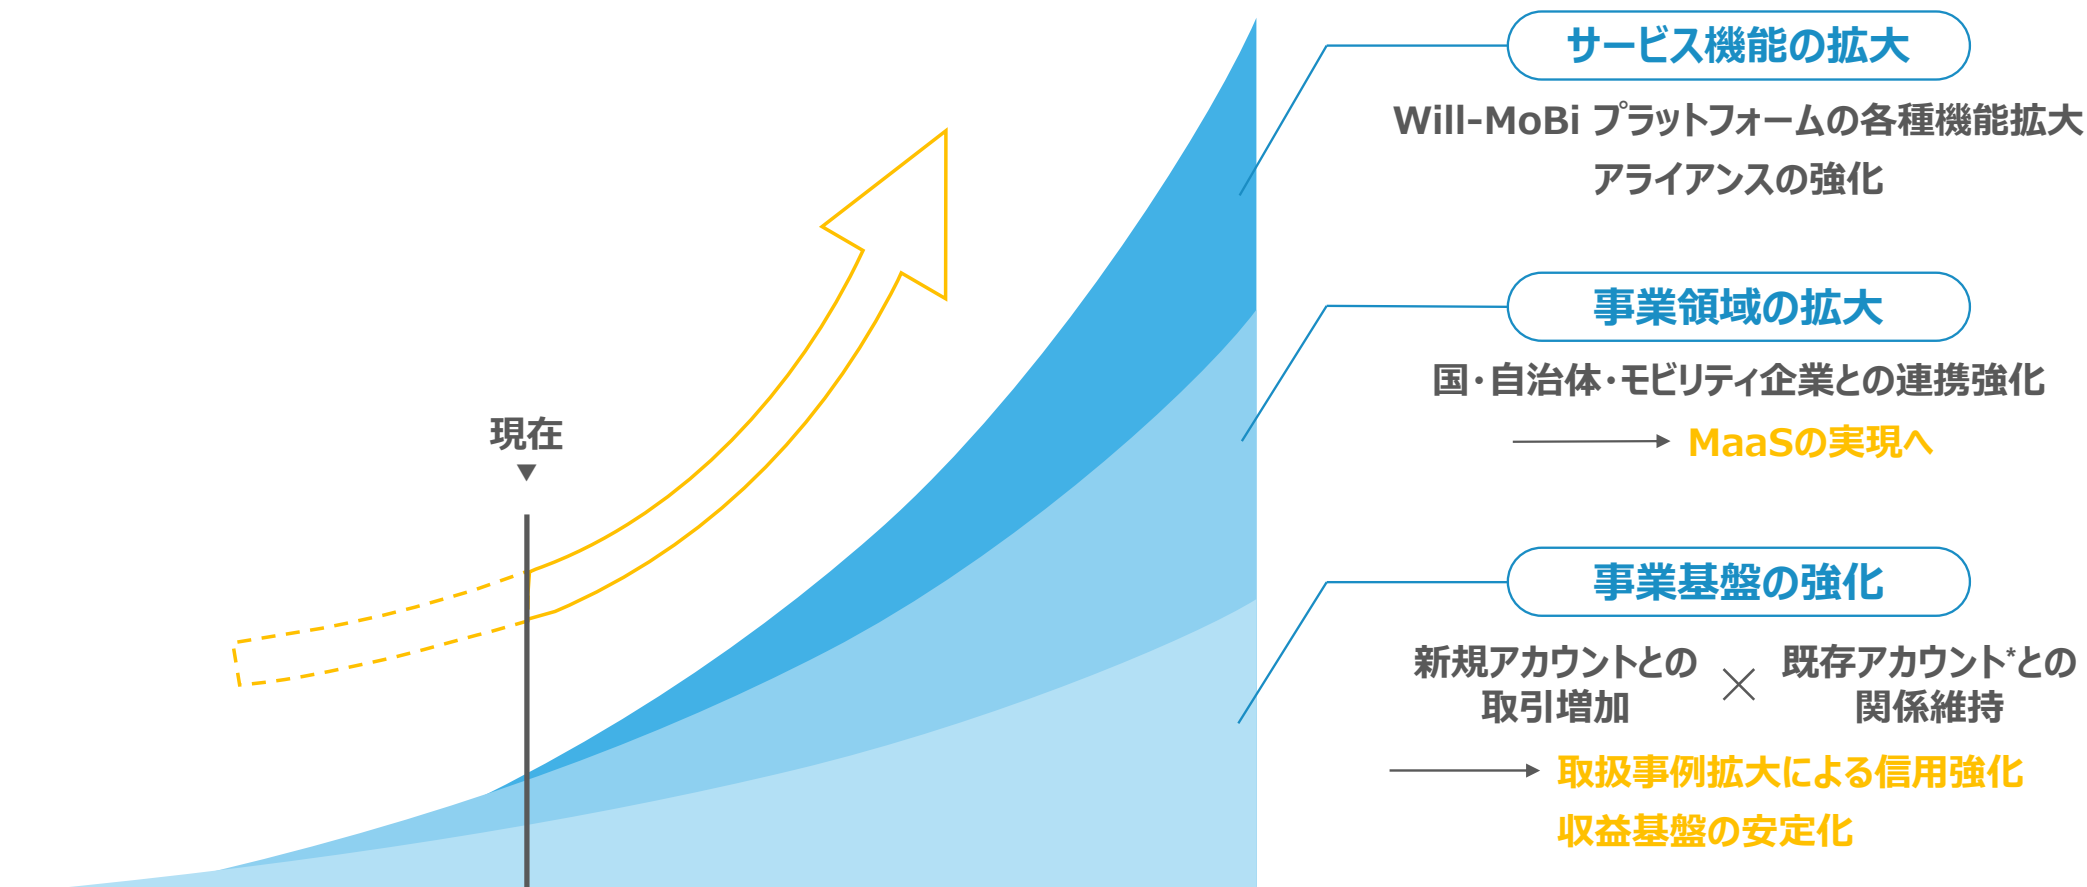 サービス機能の拡大
Will-MoBi プラットフォームの各種機能拡大
アライアンスの強化
事業領域の拡大
国・自治体・モビリティ企業との連携強化
MaaSの実現へ
現在
事業基盤の強化
新規アカウントとの
取引増加
×
既存アカウント*との
関係維持
取扱事例拡大による信用強化
収益基盤の安定化